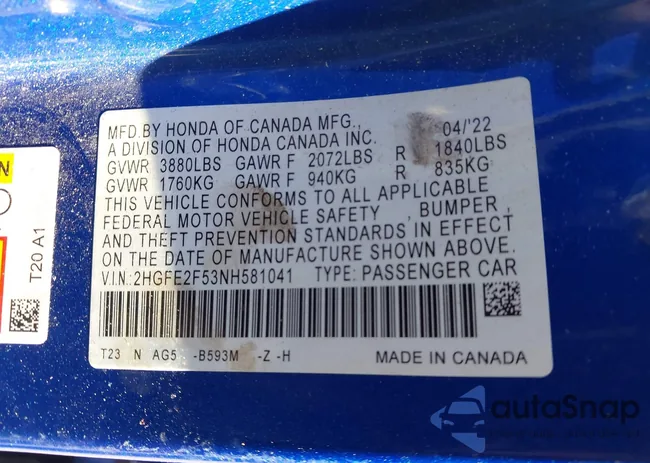 MFD.BY HONDA OF CANADA MFG., 04/'22
A DIVISION OF HONDA CANADA INC.
GVWR 3880LBS GAWR F 2072LBS R 1840LBS
GVWR 1760KG GAWR F 940KG R 835KG
THIS VEHICLE CONFORMS TO ALL APPLICABLE
FEDERAL MOTOR VEHICLE SAFETY , BUMPER ,
AND THEFT PREVENTION STANDARDS IN EFFECT
ON THE DATE OF MANUFACTURE SHOWN ABOVE.
V.I.N: 2HGFE2F53NH581041 TYPE: PASSENGER CAR
T23 N AG5 -B593M -Z -H MADE IN CANADA
N
T20 A1
autoSnap